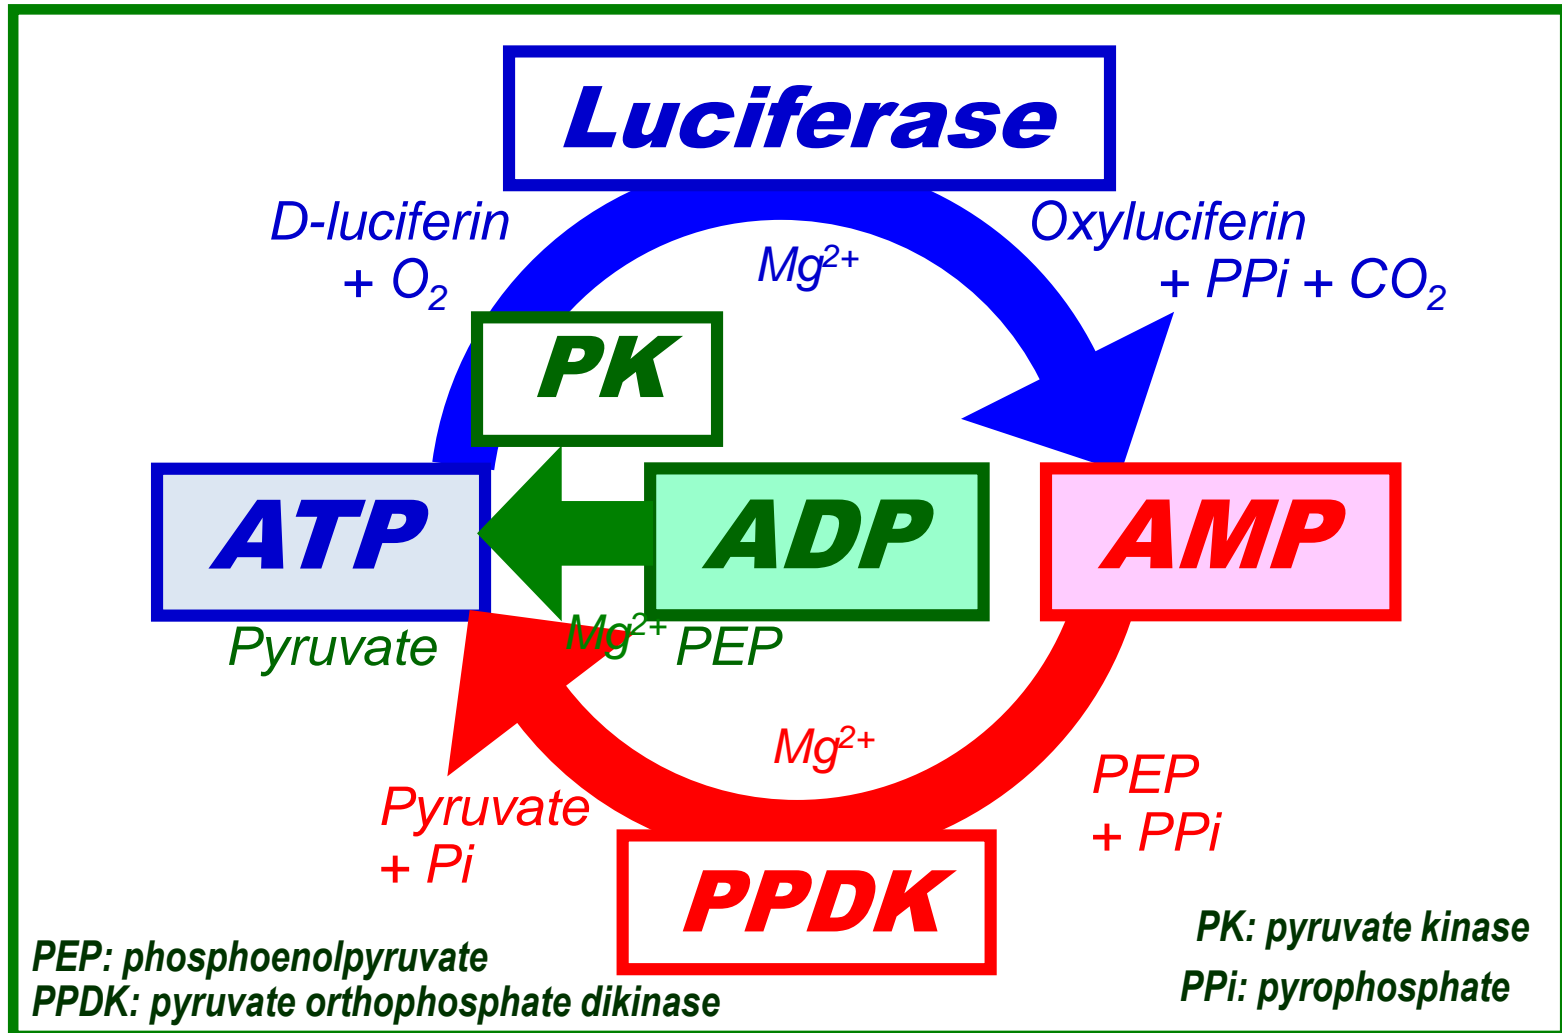 Luciferase
D-luciferin
+ O₂
Mg²⁺
Oxyluciferin
+ PPi + CO₂
PK
ATP
ADP
AMP
Pyruvate
Mg²⁺
PEP
Mg²⁺
Pyruvate
+ Pi
PEP
+ PPi
PPDK
PEP: phosphoenolpyruvate
PPDK: pyruvate orthophosphate dikinase
PK: pyruvate kinase
PPi: pyrophosphate